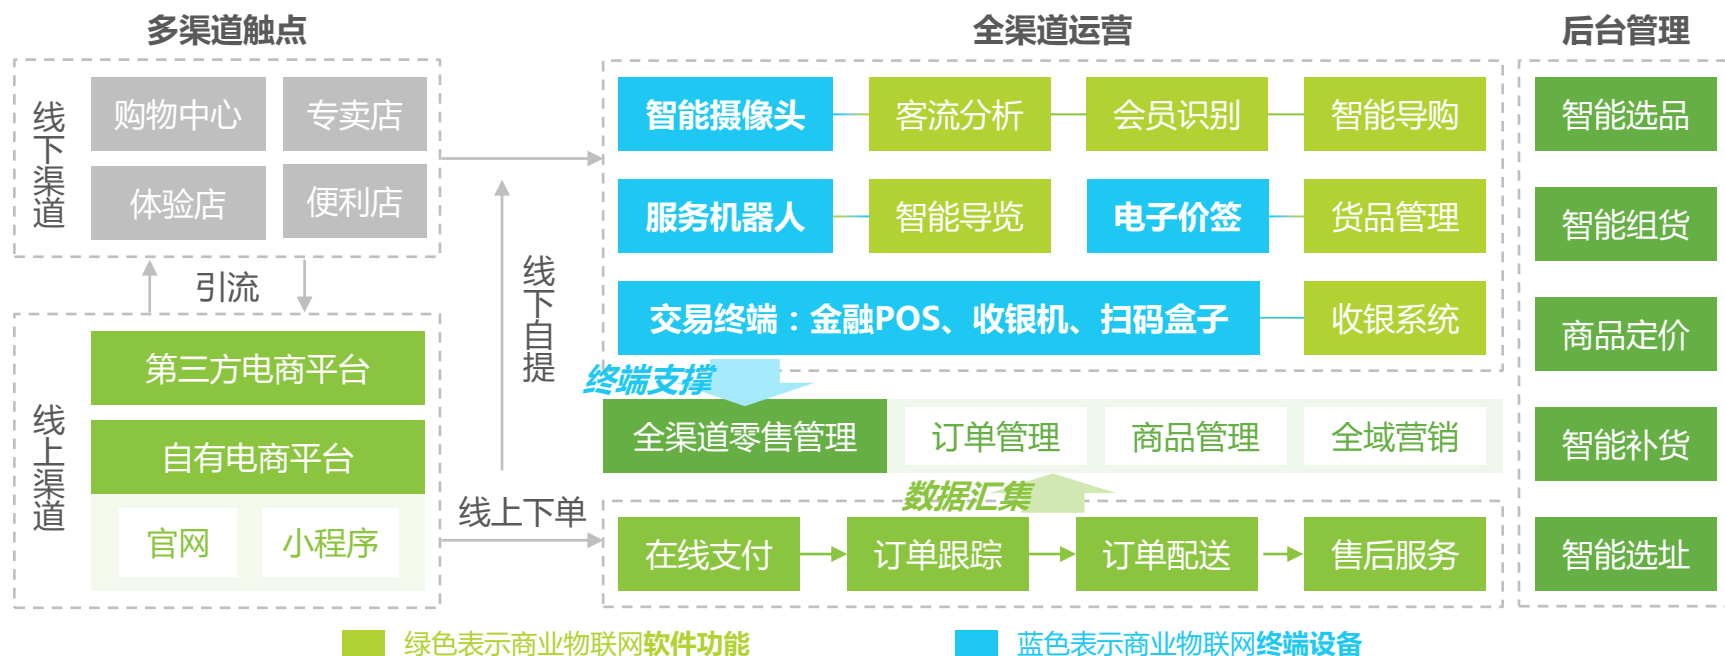 多渠道触点
全渠道运营
后台管理
线下渠道
购物中心
专卖店
体验店
便利店
引流
线上渠道
第三方电商平台
自有电商平台
官网
小程序
线下自提
线上下单
智能摄像头
客流分析
会员识别
智能导购
服务机器人
智能导览
电子价签
货品管理
交易终端：金融POS、收银机、扫码盒子
收银系统
终端支撑
全渠道零售管理
订单管理
商品管理
全域营销
数据汇集
在线支付
订单跟踪
订单配送
售后服务
智能选品
智能组货
商品定价
智能补货
智能选址
绿色表示商业物联网软件功能
蓝色表示商业物联网终端设备